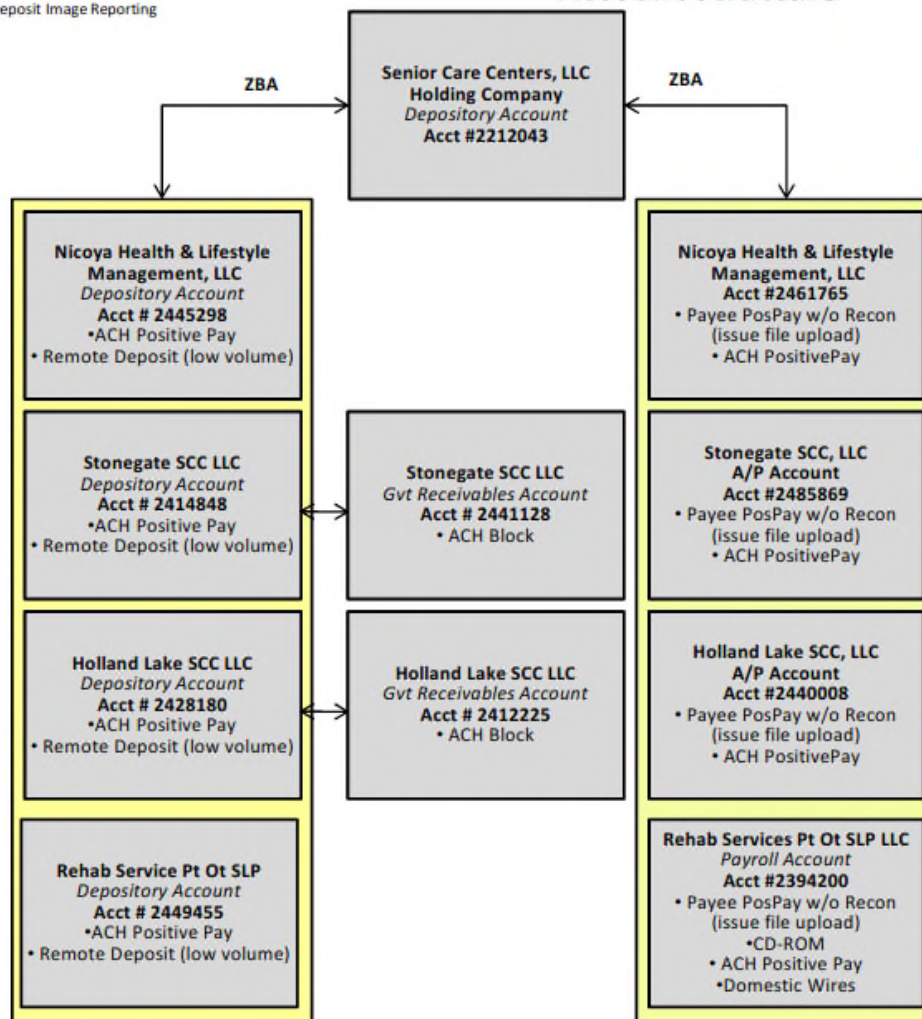 eposit Image Reporting
ZBA
Senior Care Centers, LLC
Holding Company
Depository Account
Acct #2212043
ZBA
Nicoya Health & Lifestyle
Management, LLC
Depository Account
Acct # 2445298
•ACH Positive Pay
• Remote Deposit (low volume)
Nicoya Health & Lifestyle
Management, LLC
Acct #2461765
• Payee PosPay w/o Recon
(issue file upload)
• ACH PositivePay
Stonegate SCC LLC
Depository Account
Acct # 2414848
•ACH Positive Pay
• Remote Deposit (low volume)
Stonegate SCC LLC
Gvt Receivables Account
Acct # 2441128
• ACH Block
Stonegate SCC, LLC
A/P Account
Acct #2485869
• Payee PosPay w/o Recon
(issue file upload)
• ACH PositivePay
Holland Lake SCC LLC
Depository Account
Acct # 2428180
•ACH Positive Pay
• Remote Deposit (low volume)
Holland Lake SCC LLC
Gvt Receivables Account
Acct # 2412225
• ACH Block
Holland Lake SCC, LLC
A/P Account
Acct #2440008
• Payee PosPay w/o Recon
(issue file upload)
• ACH PositivePay
Rehab Service Pt Ot SLP
Depository Account
Acct # 2449455
•ACH Positive Pay
• Remote Deposit (low volume)
Rehab Services Pt Ot SLP LLC
Payroll Account
Acct #2394200
• Payee PosPay w/o Recon
(issue file upload)
•CD-ROM
• ACH Positive Pay
•Domestic Wires